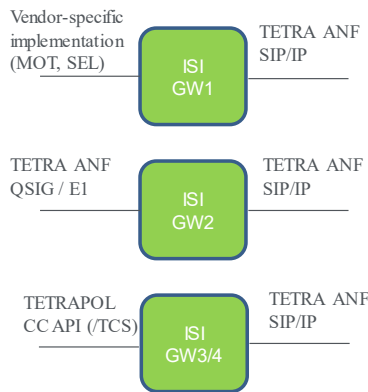 Vendor-specific
implementation
(MOT, SEL)
ISI
GW1
TETRA ANF
SIP/IP
TETRA ANF
QSIG / E1
ISI
GW2
TETRA ANF
SIP/IP
TETRAPOL
CC API (/TCS)
ISI
GW3/4
TETRA ANF
SIP/IP